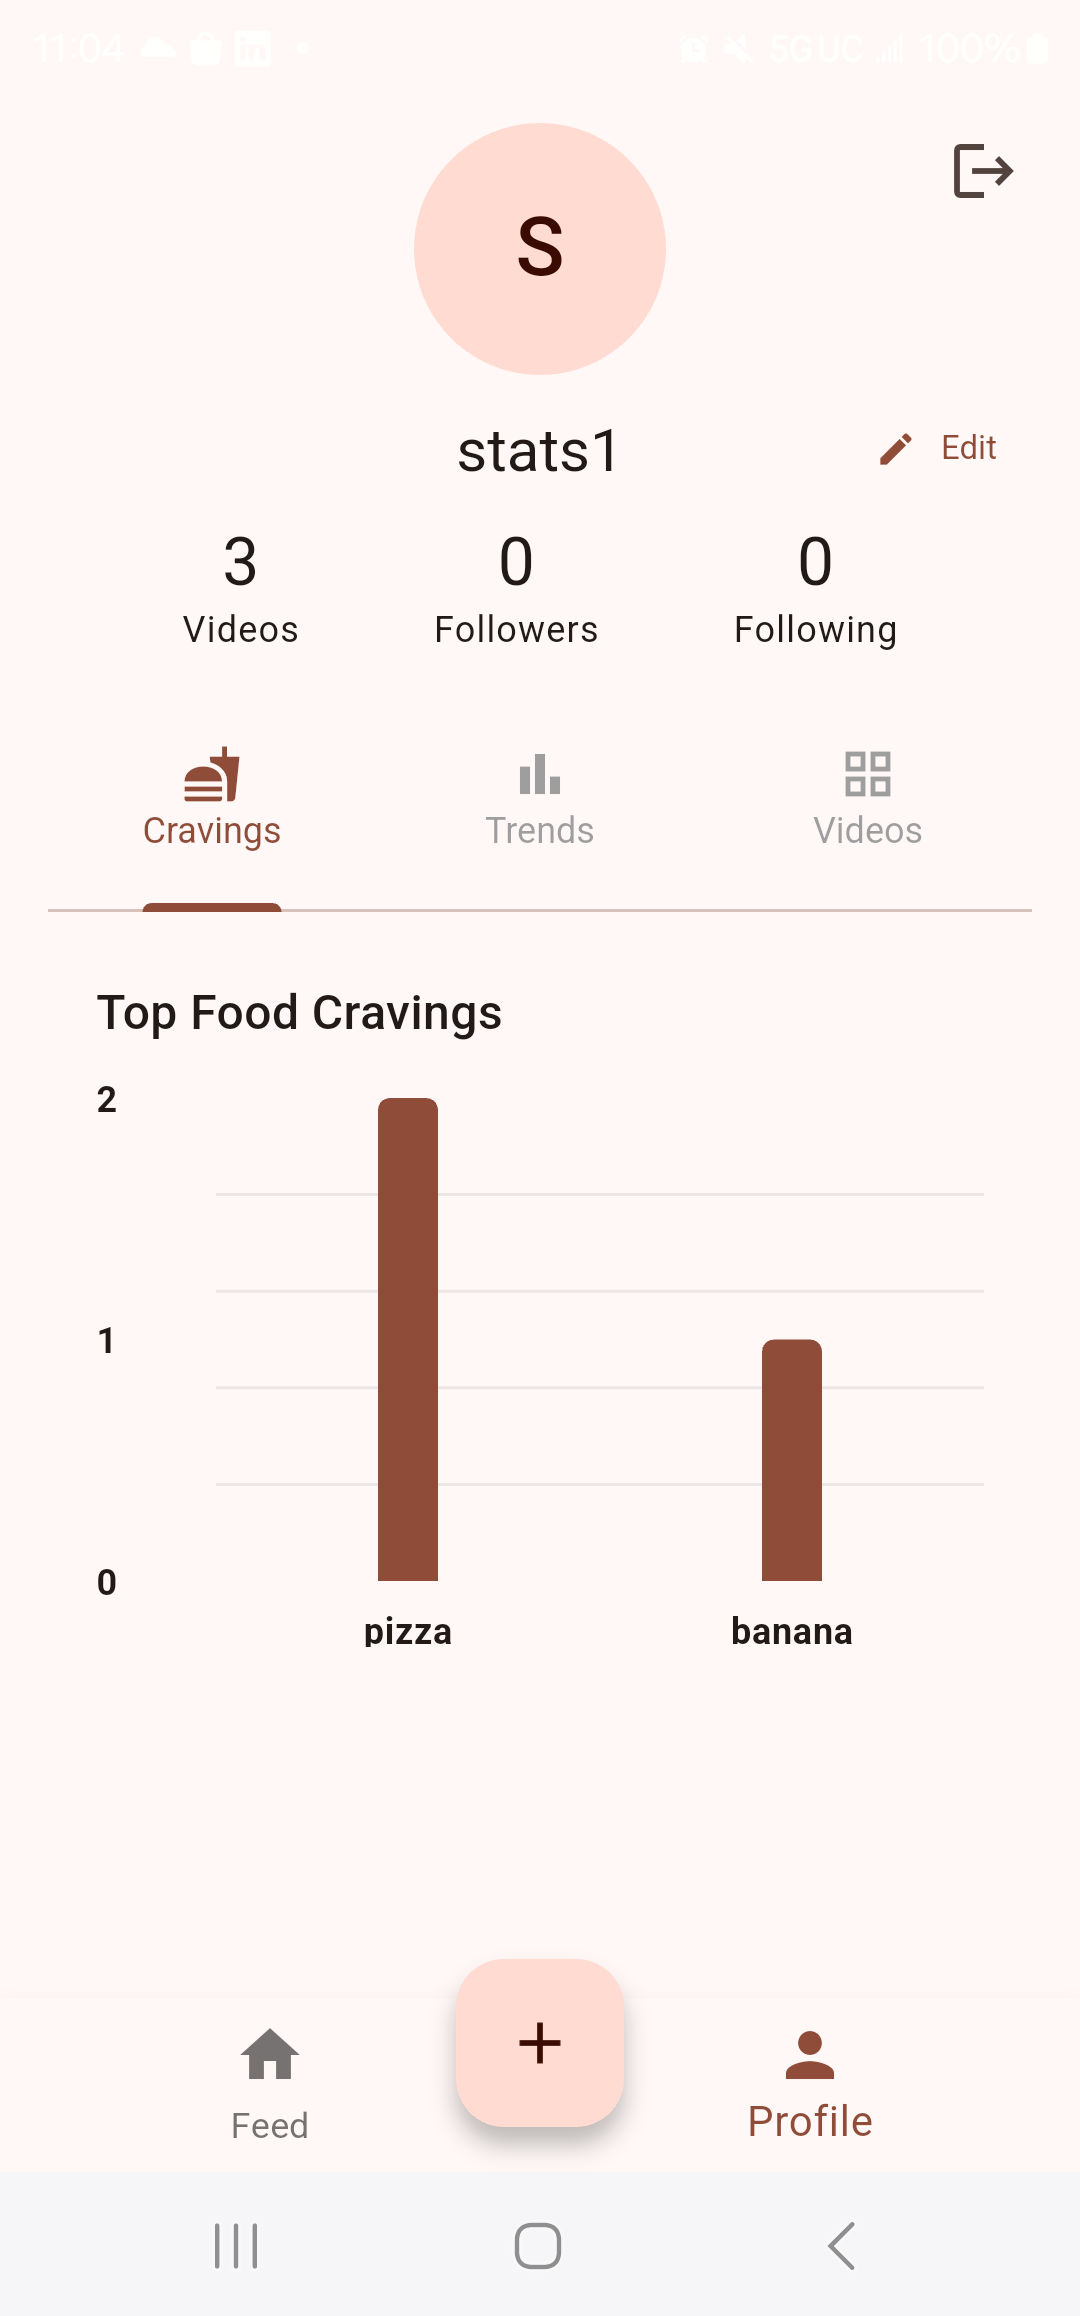 11:04 5G UC 100%
S
stats1
Edit
3 0 0
Videos Followers Following
Cravings Trends Videos
Top Food Cravings
2
1
0
pizza banana
+
Feed Profile